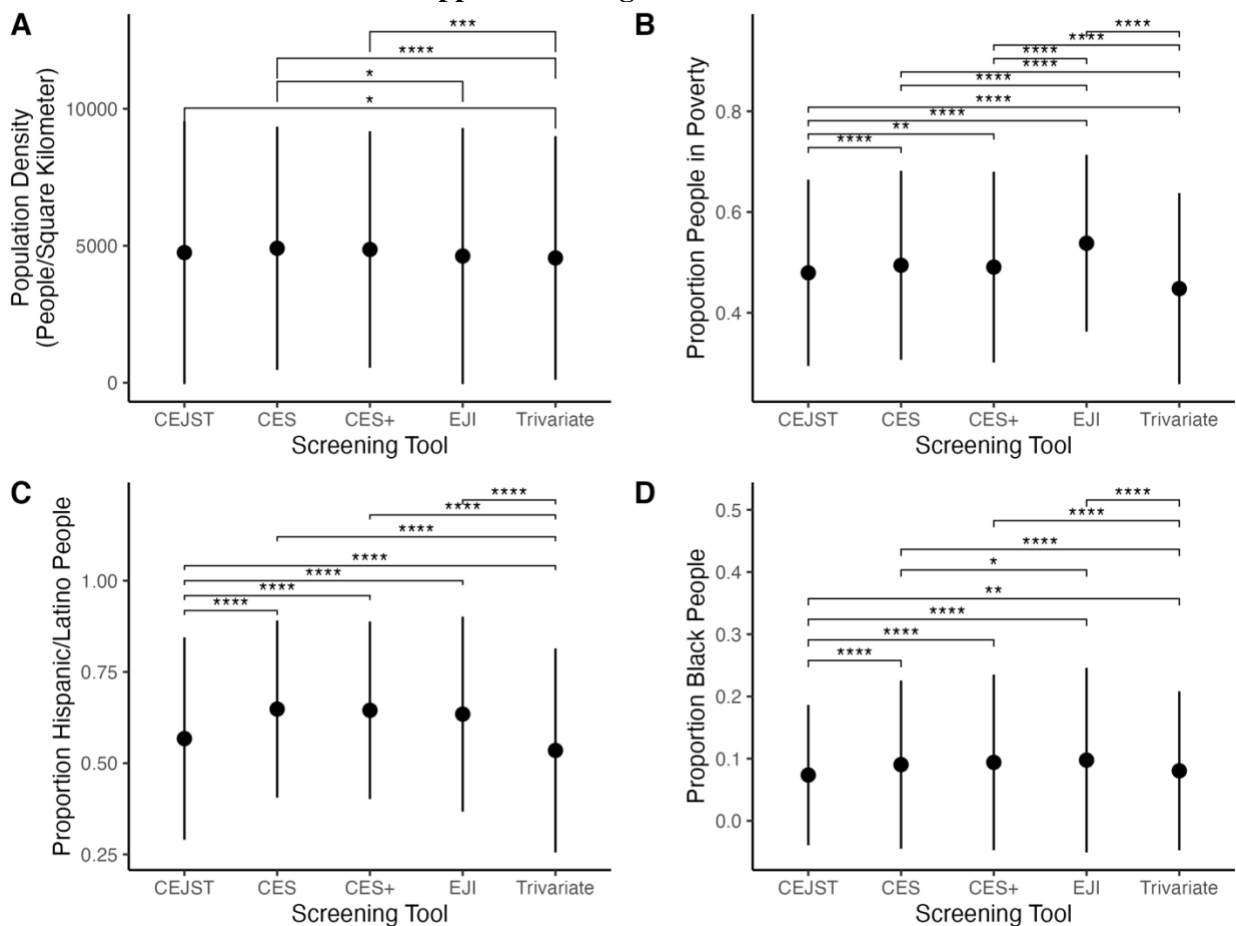 A
Population Density
(People/Square Kilometer)
10000
5000
0
***
****
*
*
CEJST CES CES+ EJI Trivariate
Screening Tool
B
Proportion People in Poverty
0.8
0.6
0.4
****
****
****
****
****
****
****
**
****
CEJST CES CES+ EJI Trivariate
Screening Tool
C
Proportion Hispanic/Latino People
1.00
0.75
0.50
0.25
****
****
****
****
****
****
****
CEJST CES CES+ EJI Trivariate
Screening Tool
D
Proportion Black People
0.5
0.4
0.3
0.2
0.1
0.0
****
****
****
*
**
****
****
****
CEJST CES CES+ EJI Trivariate
Screening Tool